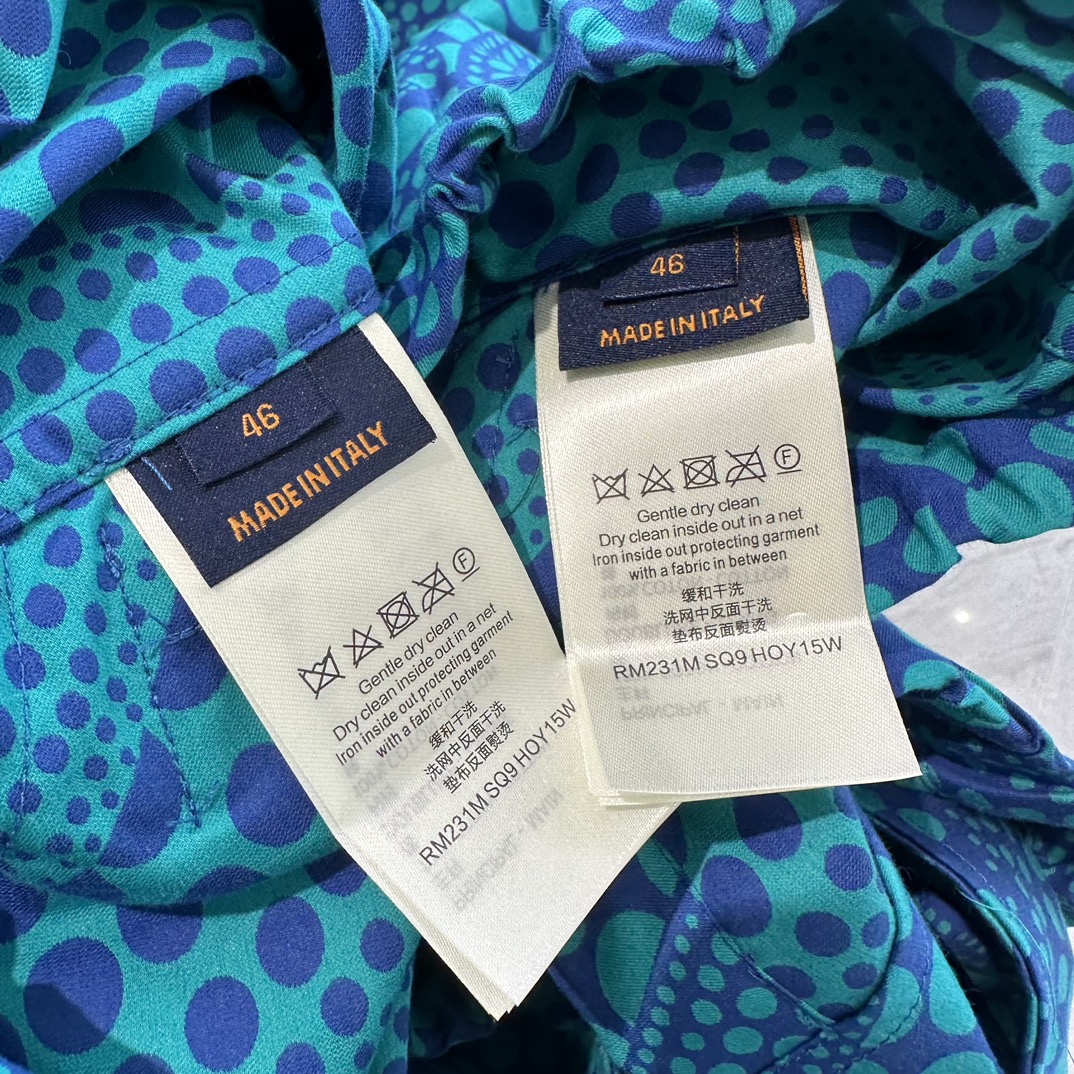 46
MADE IN ITALY
F
Gentle dry clean
Dry clean inside out in a net
Iron inside out protecting garment
with a fabric in between
缓和干洗
洗网中反面干洗
垫布反面熨烫
RM231M SQ9 HOY15W
46
MADE IN ITALY
F
Gentle dry clean
Dry clean inside out in a net
Iron inside out protecting garment
with a fabric in between
缓和干洗
洗网中反面干洗
垫布反面熨烫
RM231M SQ9 HOY15W